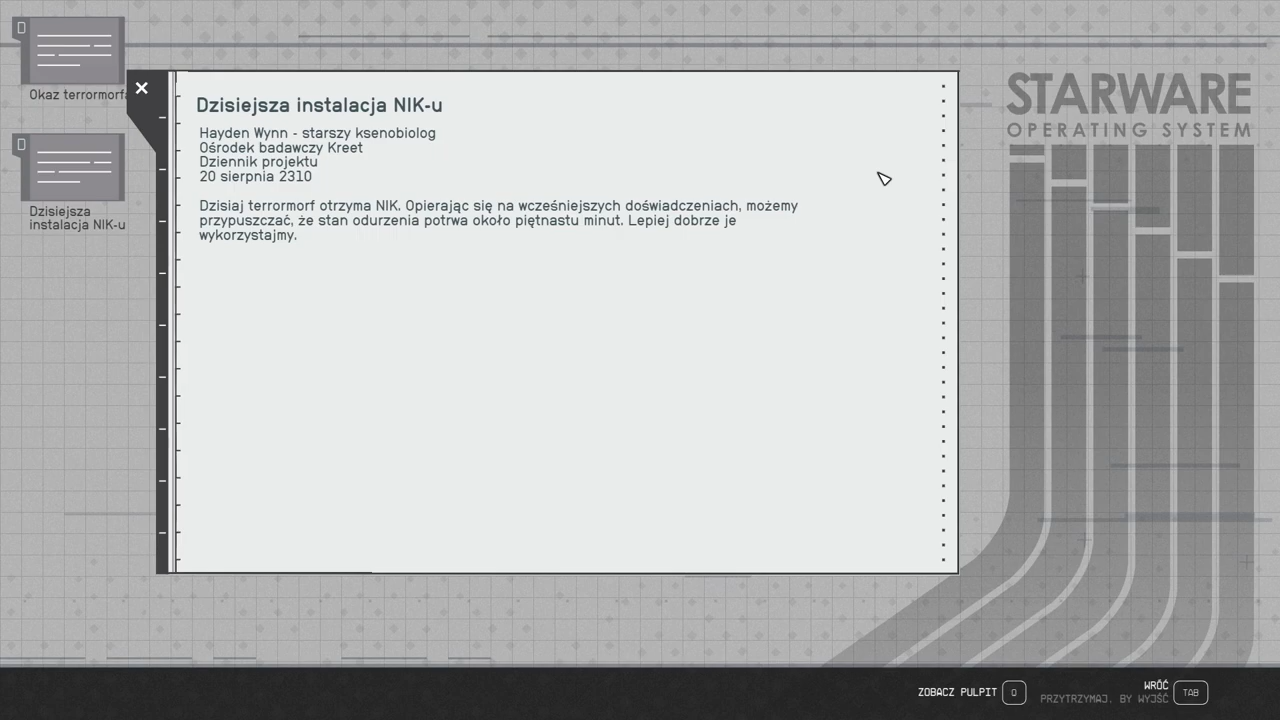 D
Okaz terrormorfa
D
Dzisiejsza
instalacja NIK-u
Dzisiejsza instalacja NIK-u
Hayden Wynn - starszy ksenobiolog
Ośrodek badawczy Kreet
Dziennik projektu
20 sierpnia 2310
Dzisiaj terrormorf otrzyma NIK. Opierając się na wcześniejszych doświadczeniach, możemy
przypuszczać, że stan odurzenia potrwa około piętnastu minut. Lepiej dobrze je
wykorzystajmy.
STARWARE
OPERATING SYSTEM
ZOBACZ PULPIT Q
WRÓĆ TAB
PRZYTRZYMAJ, BY WYJŚĆ